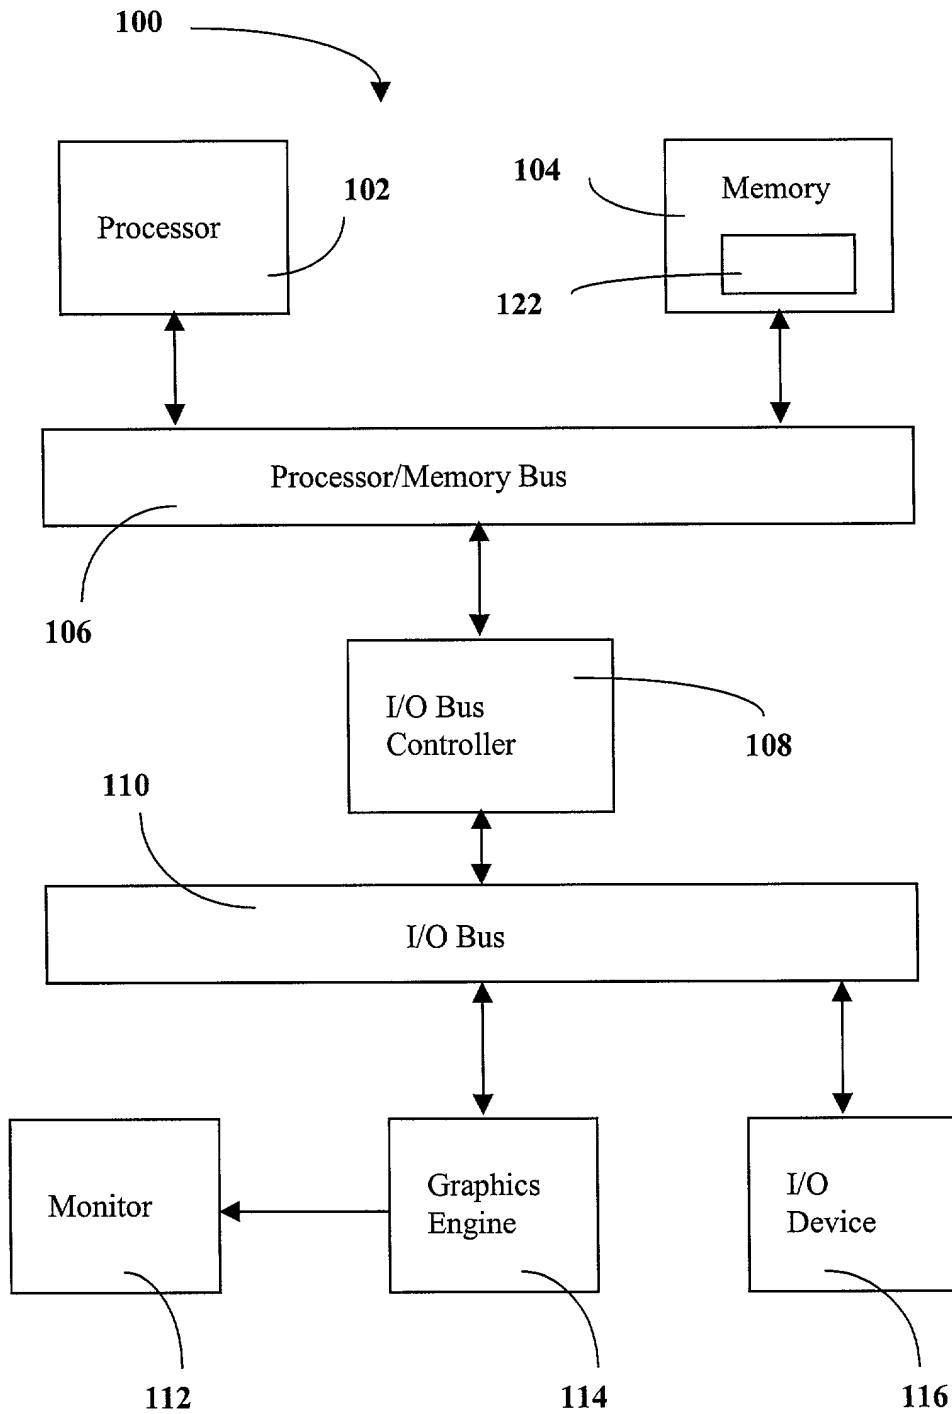 100
Processor
102
104
Memory
122
Processor/Memory Bus
106
I/O Bus
Controller
108
110
I/O Bus
Monitor
Graphics
Engine
I/O
Device
112
114
116